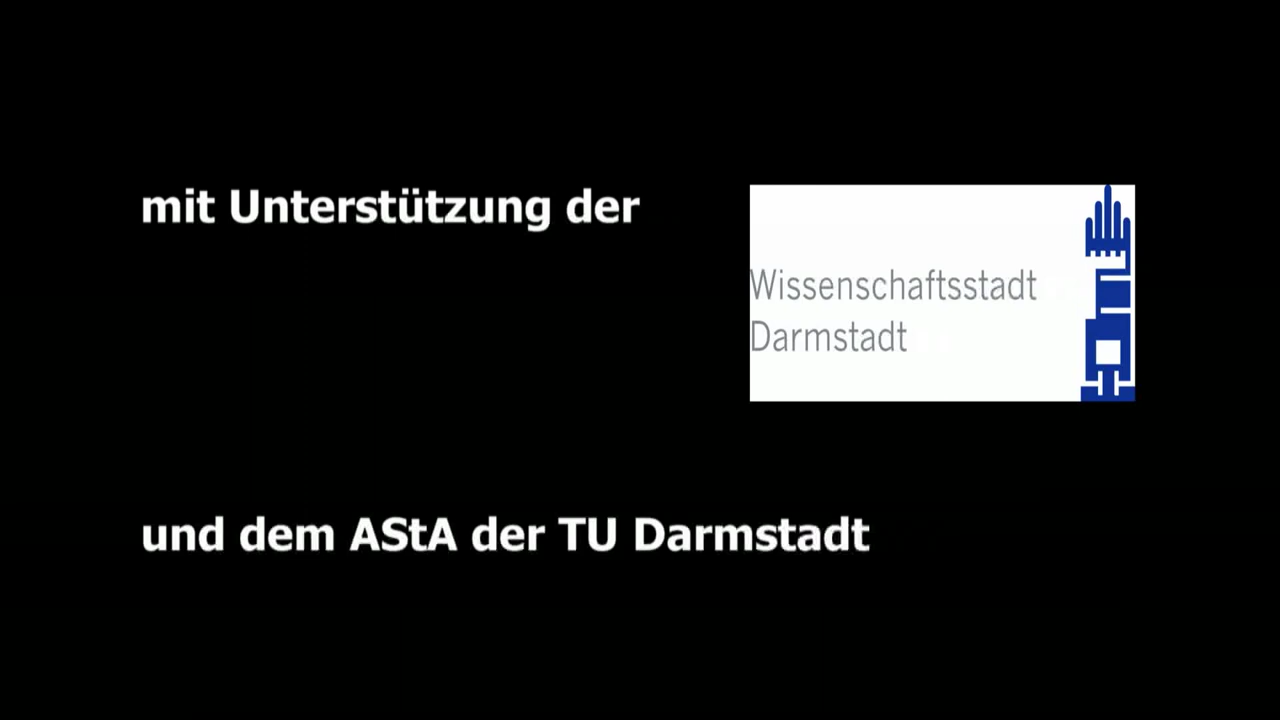 mit Unterstützung der
Wissenschaftsstadt
Darmstadt
und dem AStA der TU Darmstadt